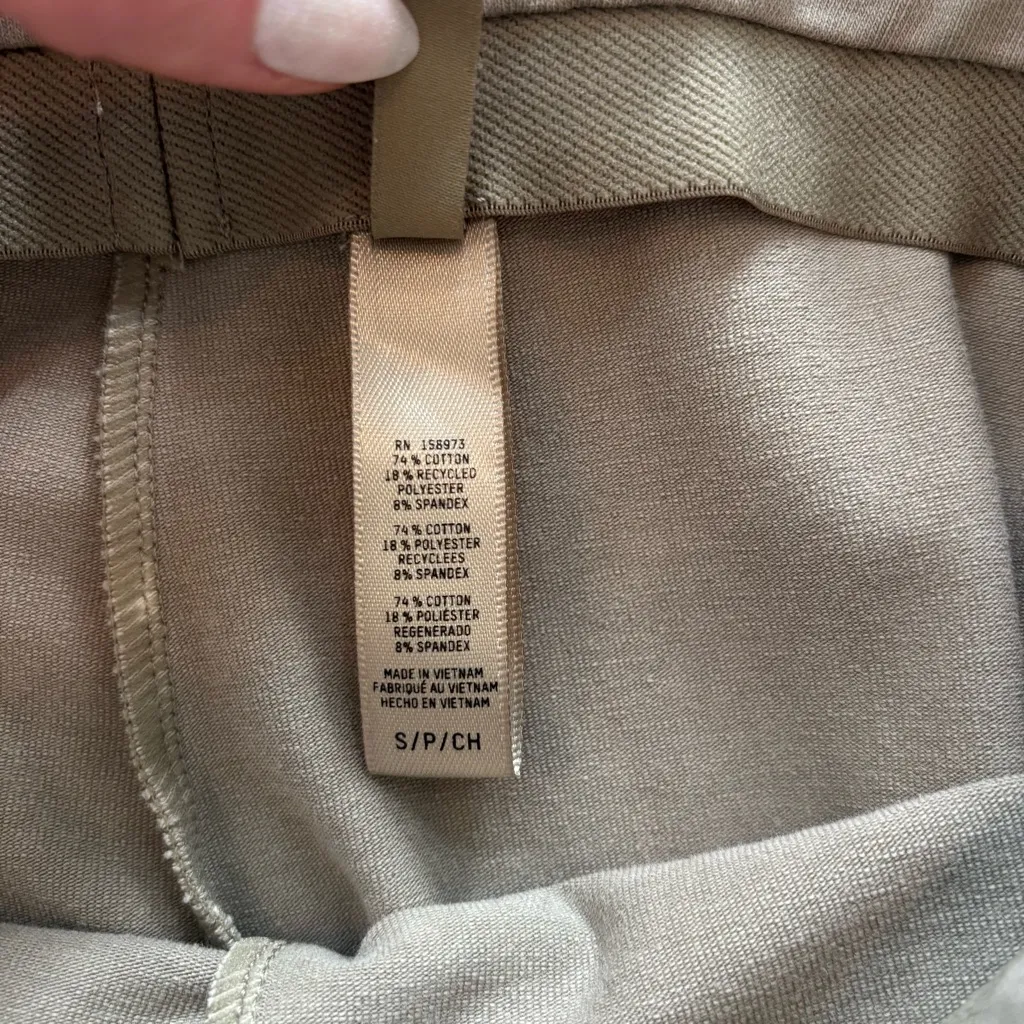 RN 158973
74% COTTON
18% RECYCLED
POLYESTER
8% SPANDEX
74% COTTON
18% POLYESTER
RECYCLEES
8% SPANDEX
74% COTTON
18% POLIÉSTER
REGENERADO
8% SPANDEX
MADE IN VIETNAM
FABRIQUÉ AU VIETNAM
HECHO EN VIETNAM
S/P/CH